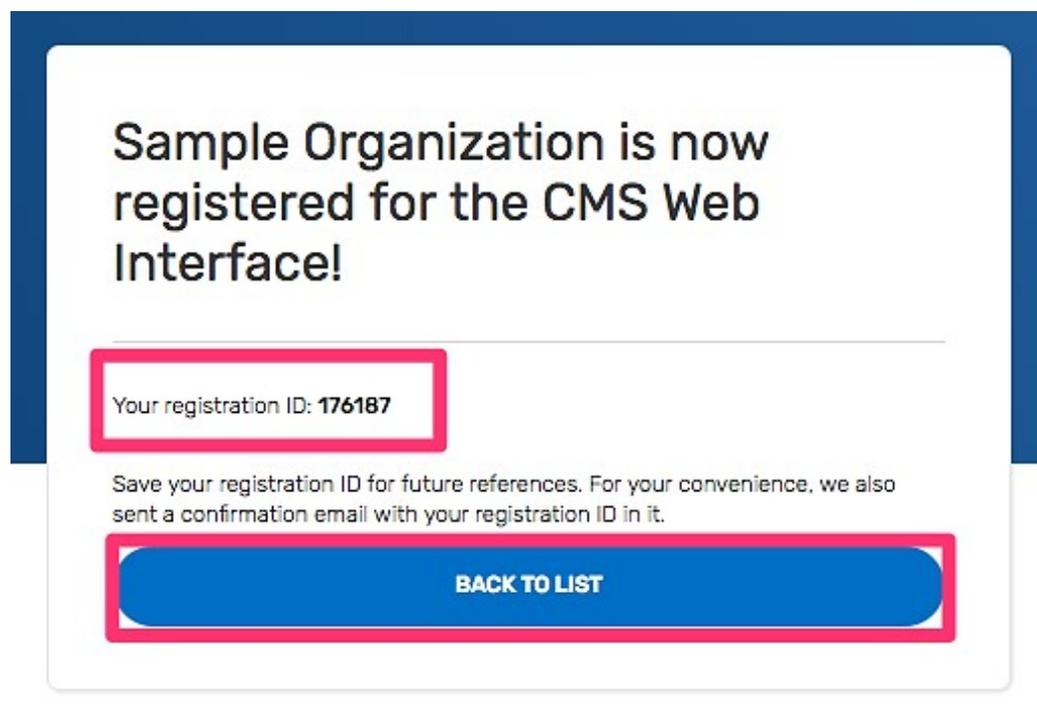 Sample Organization is now
registered for the CMS Web
Interface!
Your registration ID: 176187
Save your registration ID for future references. For your convenience, we also
sent a confirmation email with your registration ID in it.
BACK TO LIST